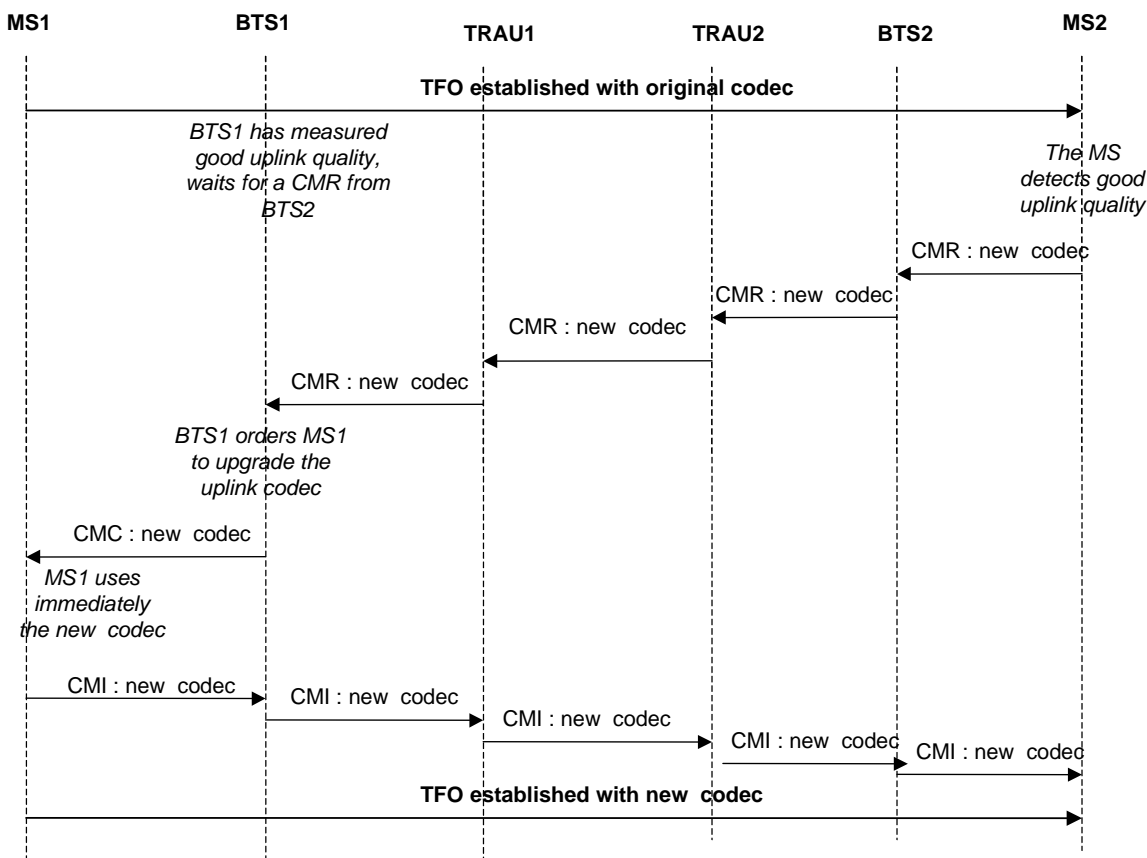 MS1
BTS1
TRAU1
TRAU2
BTS2
MS2
TFO established with original codec
BTS1 has measured
good uplink quality,
waits for a CMR from
BTS2
The MS
detects good
uplink quality
CMR : new codec
CMR : new codec
CMR : new codec
CMR : new codec
BTS1 orders MS1
to upgrade the
uplink codec
CMC : new codec
MS1 uses
immediately
the new codec
CMI : new codec
CMI : new codec
CMI : new codec
CMI : new codec
CMI : new codec
TFO established with new codec